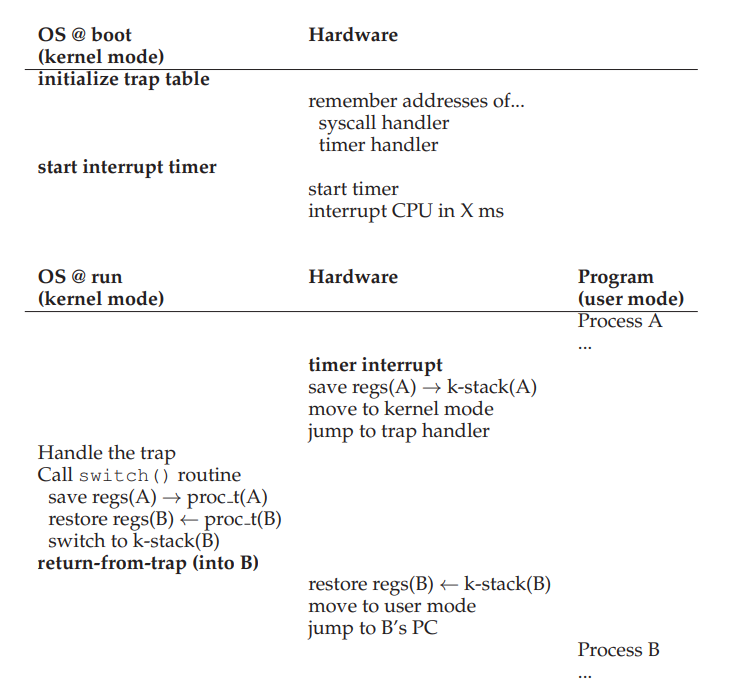 OS @ boot Hardware
(kernel mode)
initialize trap table
remember addresses of...
syscall handler
timer handler
start interrupt timer
start timer
interrupt CPU in X ms
OS @ run Hardware Program
(kernel mode) (user mode)
Process A
...
timer interrupt
save regs(A) → k-stack(A)
move to kernel mode
jump to trap handler
Handle the trap
Call switch() routine
save regs(A) → proc_t(A)
restore regs(B) ← proc_t(B)
switch to k-stack(B)
return-from-trap (into B)
restore regs(B) ← k-stack(B)
move to user mode
jump to B's PC
Process B
...